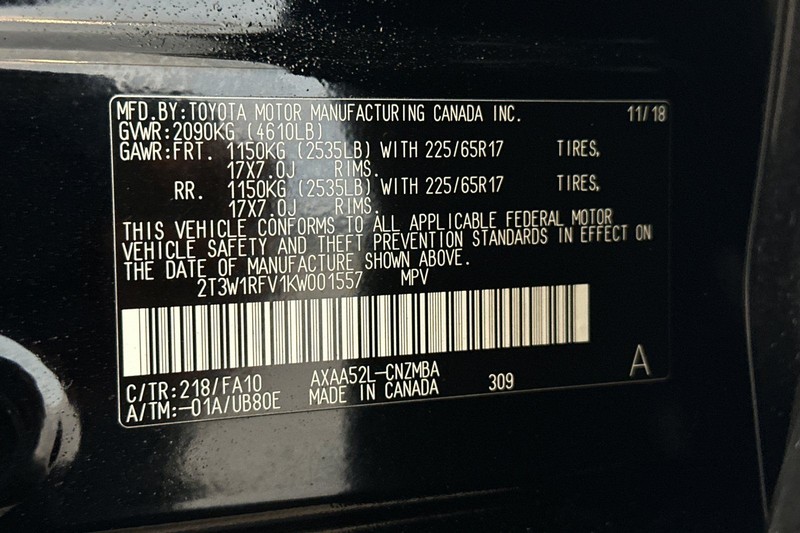 MFD.BY:TOYOTA MOTOR MANUFACTURING CANADA INC. 11/18
GVWR:2090KG (4610LB)
GAWR:FRT. 1150KG (2535LB) WITH 225/65R17 TIRES,
17X7.0J RIMS.
RR. 1150KG (2535LB) WITH 225/65R17 TIRES,
17X7.0J RIMS.
THIS VEHICLE CONFORMS TO ALL APPLICABLE FEDERAL MOTOR
VEHICLE SAFETY AND THEFT PREVENTION STANDARDS IN EFFECT ON
THE DATE OF MANUFACTURE SHOWN ABOVE.
2T3W1RFV1KW001557 MPV
C/TR:218/FA10 AXAA52L-CNZMBA 309 A
A/TM:-01A/UB80E MADE IN CANADA